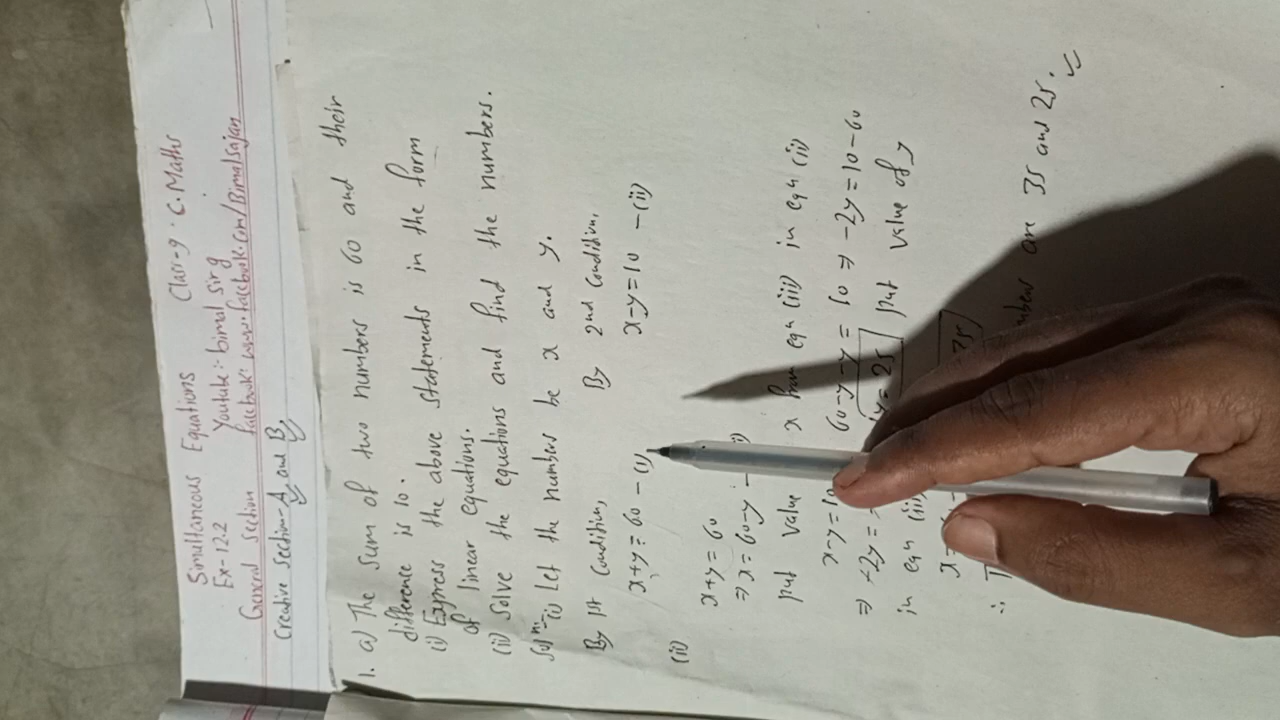 Simultaneous Equations Class-9. C.Maths
Ex-12.2 Youtube:- bimal sir g
General section facebook: www.facebook.com/Bimalsajan
Creative section- A and B
1. a) The sum of two numbers is 60 and their
difference is 10.
(i) Express the above statements in the form
of linear equations.
(ii) Solve the equations and find the numbers.
Solⁿ:- (i) Let the numbers be x and y.
By 1st Condition, By 2nd Condition,
x+y=60 -(i) x-y=10 -(ii)
(ii)
x+y=60
⇒ x=60-y
put value x from eqn (iii) in eqn (ii)
x-y=10 60-y-y=10 ⇒ -2y=10-60
⇒ -2y= y=25 put value of y
in eqn
x= 35
∴ are 35 and 25.